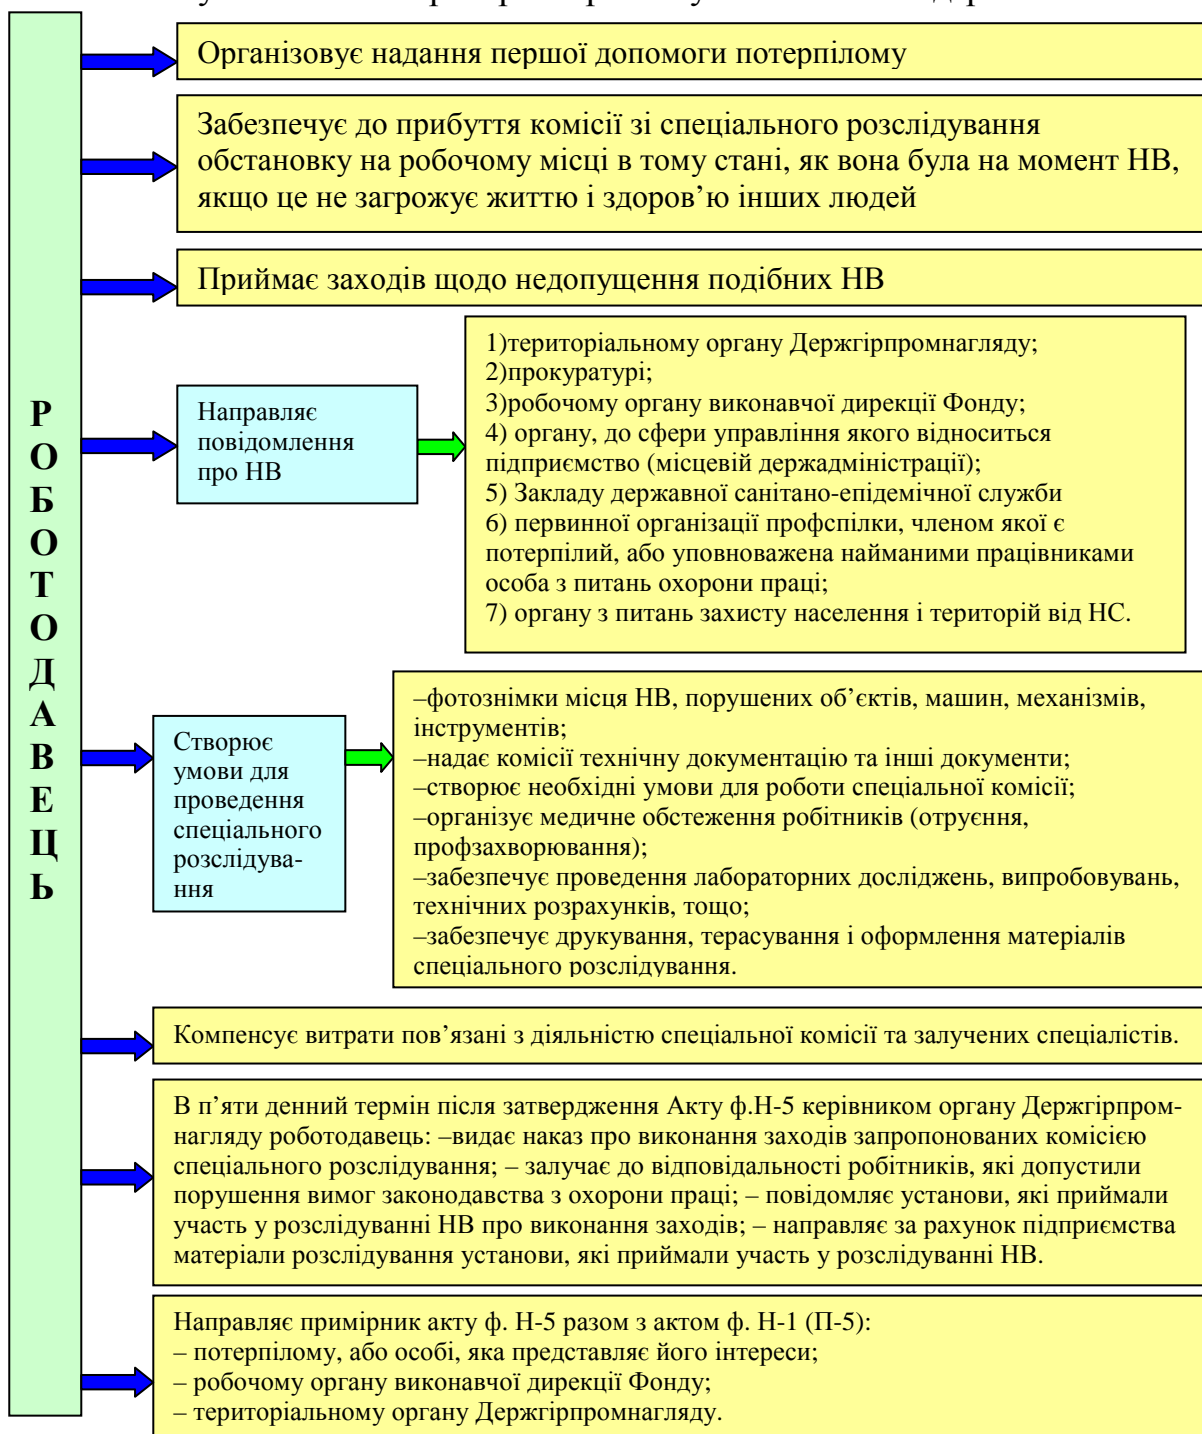 Організовує надання першої допомоги потерпілому
Забезпечує до прибуття комісії зі спеціального розслідування
обстановку на робочому місці в тому стані, як вона була на момент НВ,
якщо це не загрожує життю і здоров’ю інших людей
Приймає заходів щодо недопущення подібних НВ
Р
О
Б
О
Т
О
Д
А
В
Е
Ц
Ь
Направляє
повідомлення
про НВ
1)територіальному органу Держгірпромнагляду;
2)прокуратурі;
3)робочому органу виконавчої дирекції Фонду;
4) органу, до сфери управління якого відноситься
підприємство (місцевій держадміністрації);
5) Закладу державної санітано-епідемічної служби
6) первинної організації профспілки, членом якої є
потерпілий, або уповноважена найманими працівниками
особа з питань охорони праці;
7) органу з питань захисту населення і територій від НС.
Створює
умови для
проведення
спеціального
розслідува-
ння
–фотознімки місця НВ, порушених об’єктів, машин, механізмів,
інструментів;
–надає комісії технічну документацію та інші документи;
–створює необхідні умови для роботи спеціальної комісії;
–організує медичне обстеження робітників (отруєння,
профзахворювання);
–забезпечує проведення лабораторних досліджень, випробовувань,
технічних розрахунків, тощо;
–забезпечує друкування, терасування і оформлення матеріалів
спеціального розслідування.
Компенсує витрати пов’язані з діяльністю спеціальної комісії та залучених спеціалістів.
В п’яти денний термін після затвердження Акту ф.Н-5 керівником органу Держгірпром-
нагляду роботодавець: –видає наказ про виконання заходів запропонованих комісією
спеціального розслідування; – залучає до відповідальності робітників, які допустили
порушення вимог законодавства з охорони праці; – повідомляє установи, які приймали
участь у розслідуванні НВ про виконання заходів; – направляє за рахунок підприємства
матеріали розслідування установи, які приймали участь у розслідуванні НВ.
Направляє примірник акту ф. Н-5 разом з актом ф. Н-1 (П-5):
– потерпілому, або особі, яка представляє його інтереси;
– робочому органу виконавчої дирекції Фонду;
– територіальному органу Держгірпромнагляду.